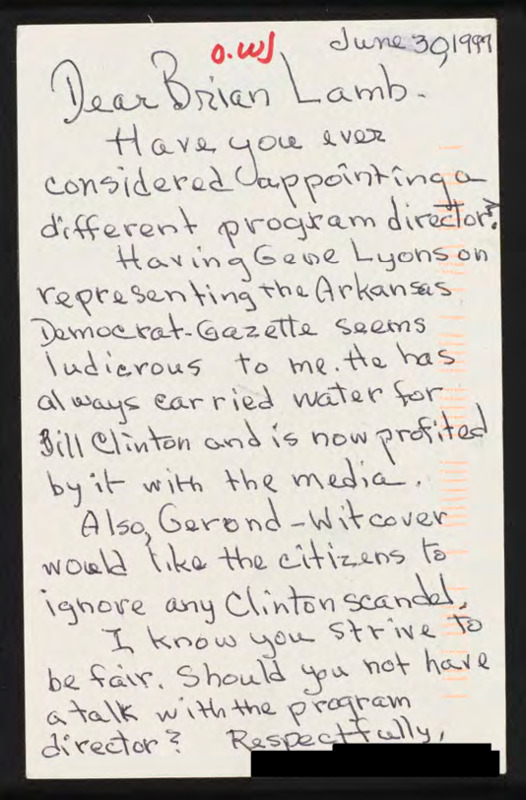 O.WJ
June 30, 1997
Dear Brian Lamb.
Have you ever
considered appointing a
different program director?
Having Gene Lyons on
representing the Arkansas
Democrat-Gazette seems
ludicrous to me. He has
always carried water for
Bill Clinton and is now profited
by it with the media.
Also, Gerond-Witcover
would like the citizens to
ignore any Clinton scandel.
I know you strive to
be fair. Should you not have
a talk with the program
director? Respectfully,